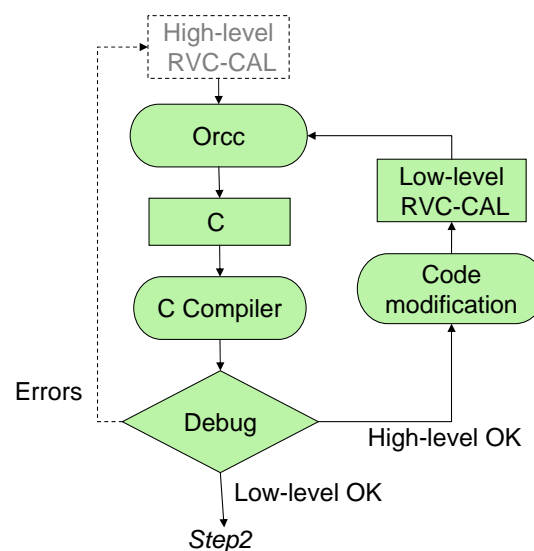 High-level
RVC-CAL
Orcc
Low-level
RVC-CAL
C
Code
modification
C Compiler
Errors
Debug
High-level OK
Low-level OK
Step2